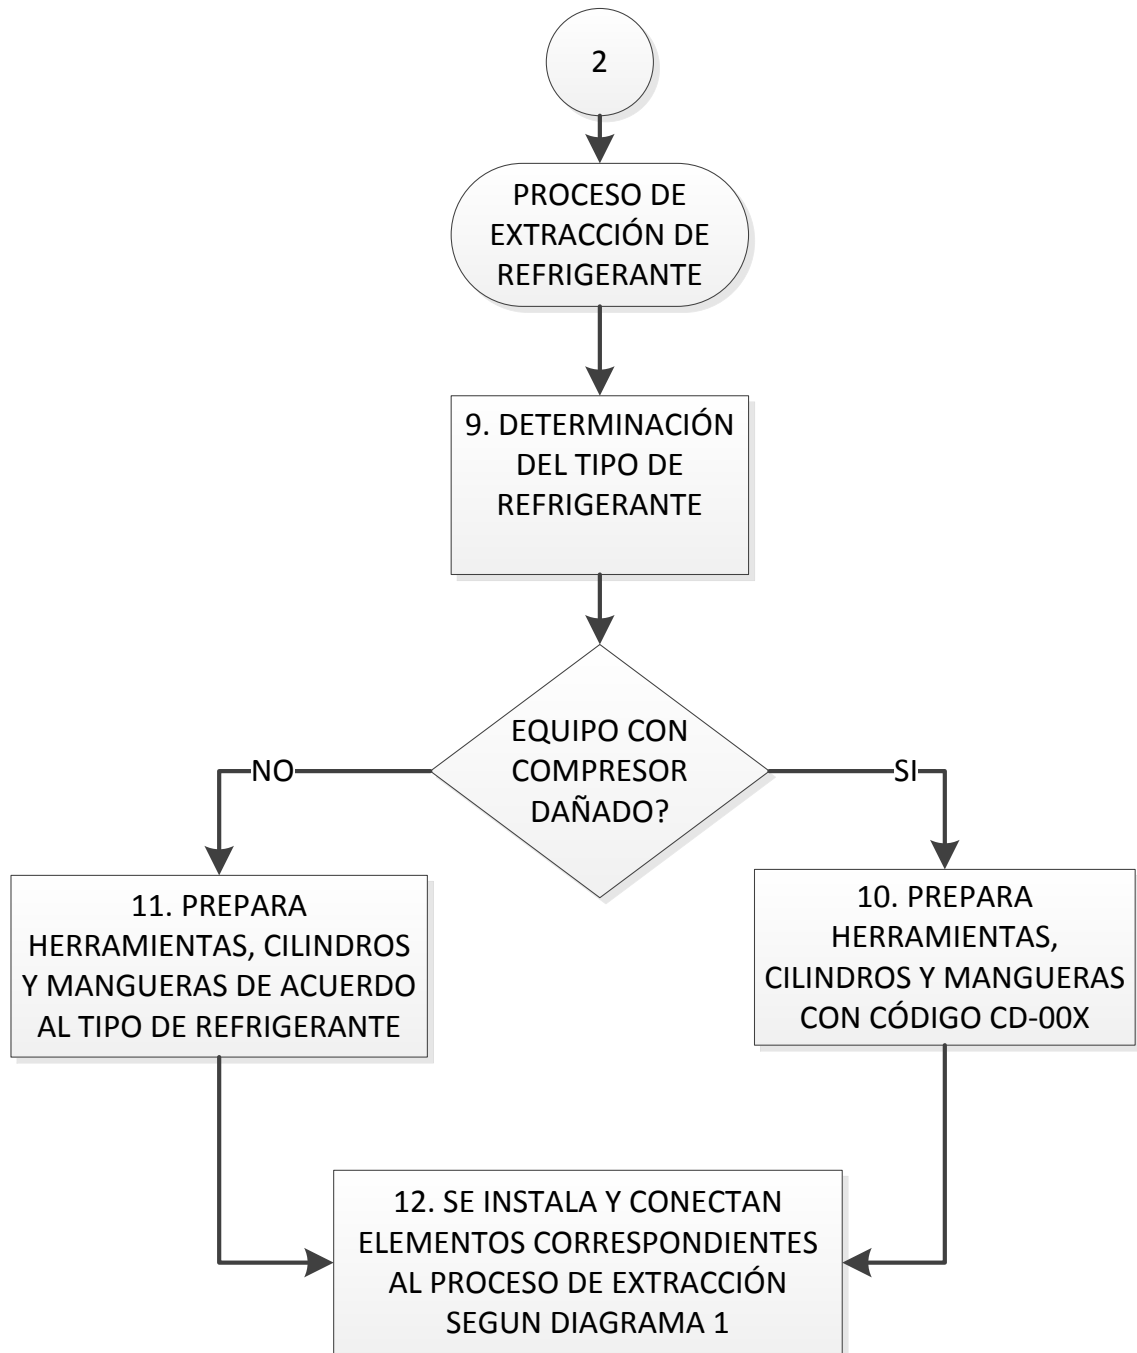 2
PROCESO DE
EXTRACCIÓN DE
REFRIGERANTE
9. DETERMINACIÓN
DEL TIPO DE
REFRIGERANTE
EQUIPO CON
COMPRESOR
DAÑADO?
NO
SI
11. PREPARA
HERRAMIENTAS, CILINDROS
Y MANGUERAS DE ACUERDO
AL TIPO DE REFRIGERANTE
10. PREPARA
HERRAMIENTAS,
CILINDROS Y MANGUERAS
CON CÓDIGO CD-00X
12. SE INSTALA Y CONECTAN
ELEMENTOS CORRESPONDIENTES
AL PROCESO DE EXTRACCIÓN
SEGUN DIAGRAMA 1